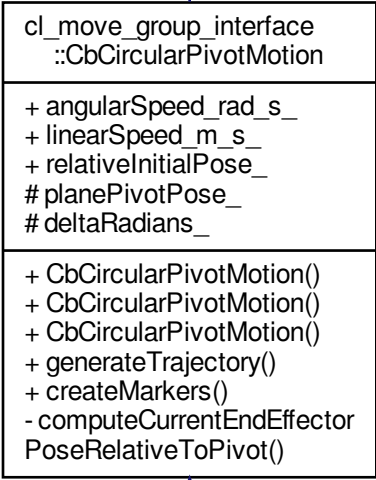 cl_move_group_interface
::CbCircularPivotMotion
+ angularSpeed_rad_s_
+ linearSpeed_m_s_
+ relativeInitialPose_
# planePivotPose_
# deltaRadians_
+ CbCircularPivotMotion()
+ CbCircularPivotMotion()
+ CbCircularPivotMotion()
+ generateTrajectory()
+ createMarkers()
- computeCurrentEndEffector
PoseRelativeToPivot()